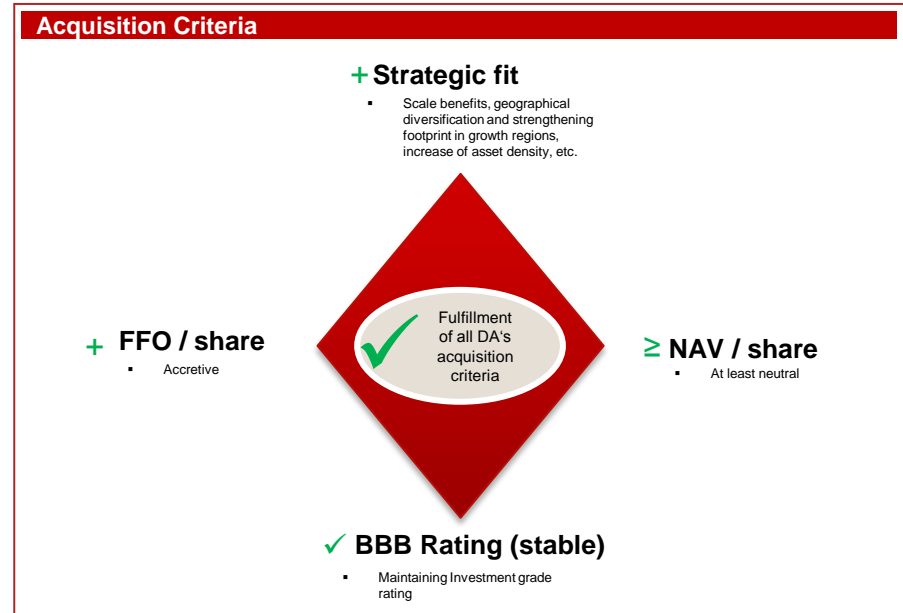 Acquisition Criteria
+ Strategic fit
▪ Scale benefits, geographical
diversification and strengthening
footprint in growth regions,
increase of asset density, etc.
Fulfillment
of all DA‘s
acquisition
criteria
+ FFO / share
▪ Accretive
≥ NAV / share
▪ At least neutral
✓ BBB Rating (stable)
▪ Maintaining Investment grade
rating